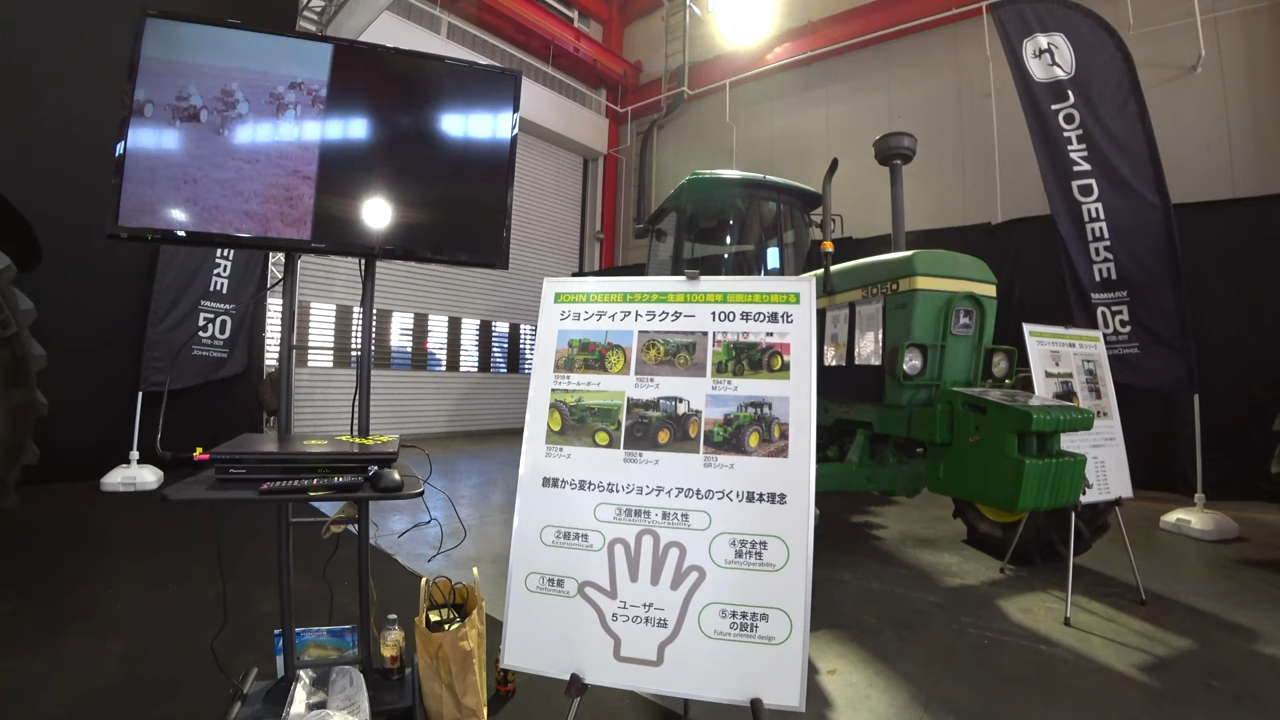 JOHN DEERE トラクター生誕100周年 伝説は走り続ける
ジョンディアトラクター 100年の進化
1918年
ウォータールーボーイ
1923年
Dシリーズ
1947年
Mシリーズ
1972年
20シリーズ
1992年
6000シリーズ
2013
6Rシリーズ
創業から変わらないジョンディアのものづくり基本理念
③信頼性・耐久性
ReliabilityDurability
②経済性
Economical
④安全性
操作性
SafetyOperability
①性能
Performance
ユーザー
5つの利益
⑤未来志向
の設計
Future oriented design
ERE
YANMAR
50
JOHN DEERE
3050
JOHN DEERE
YANMAR
50
JOHN DEERE
Pioneer